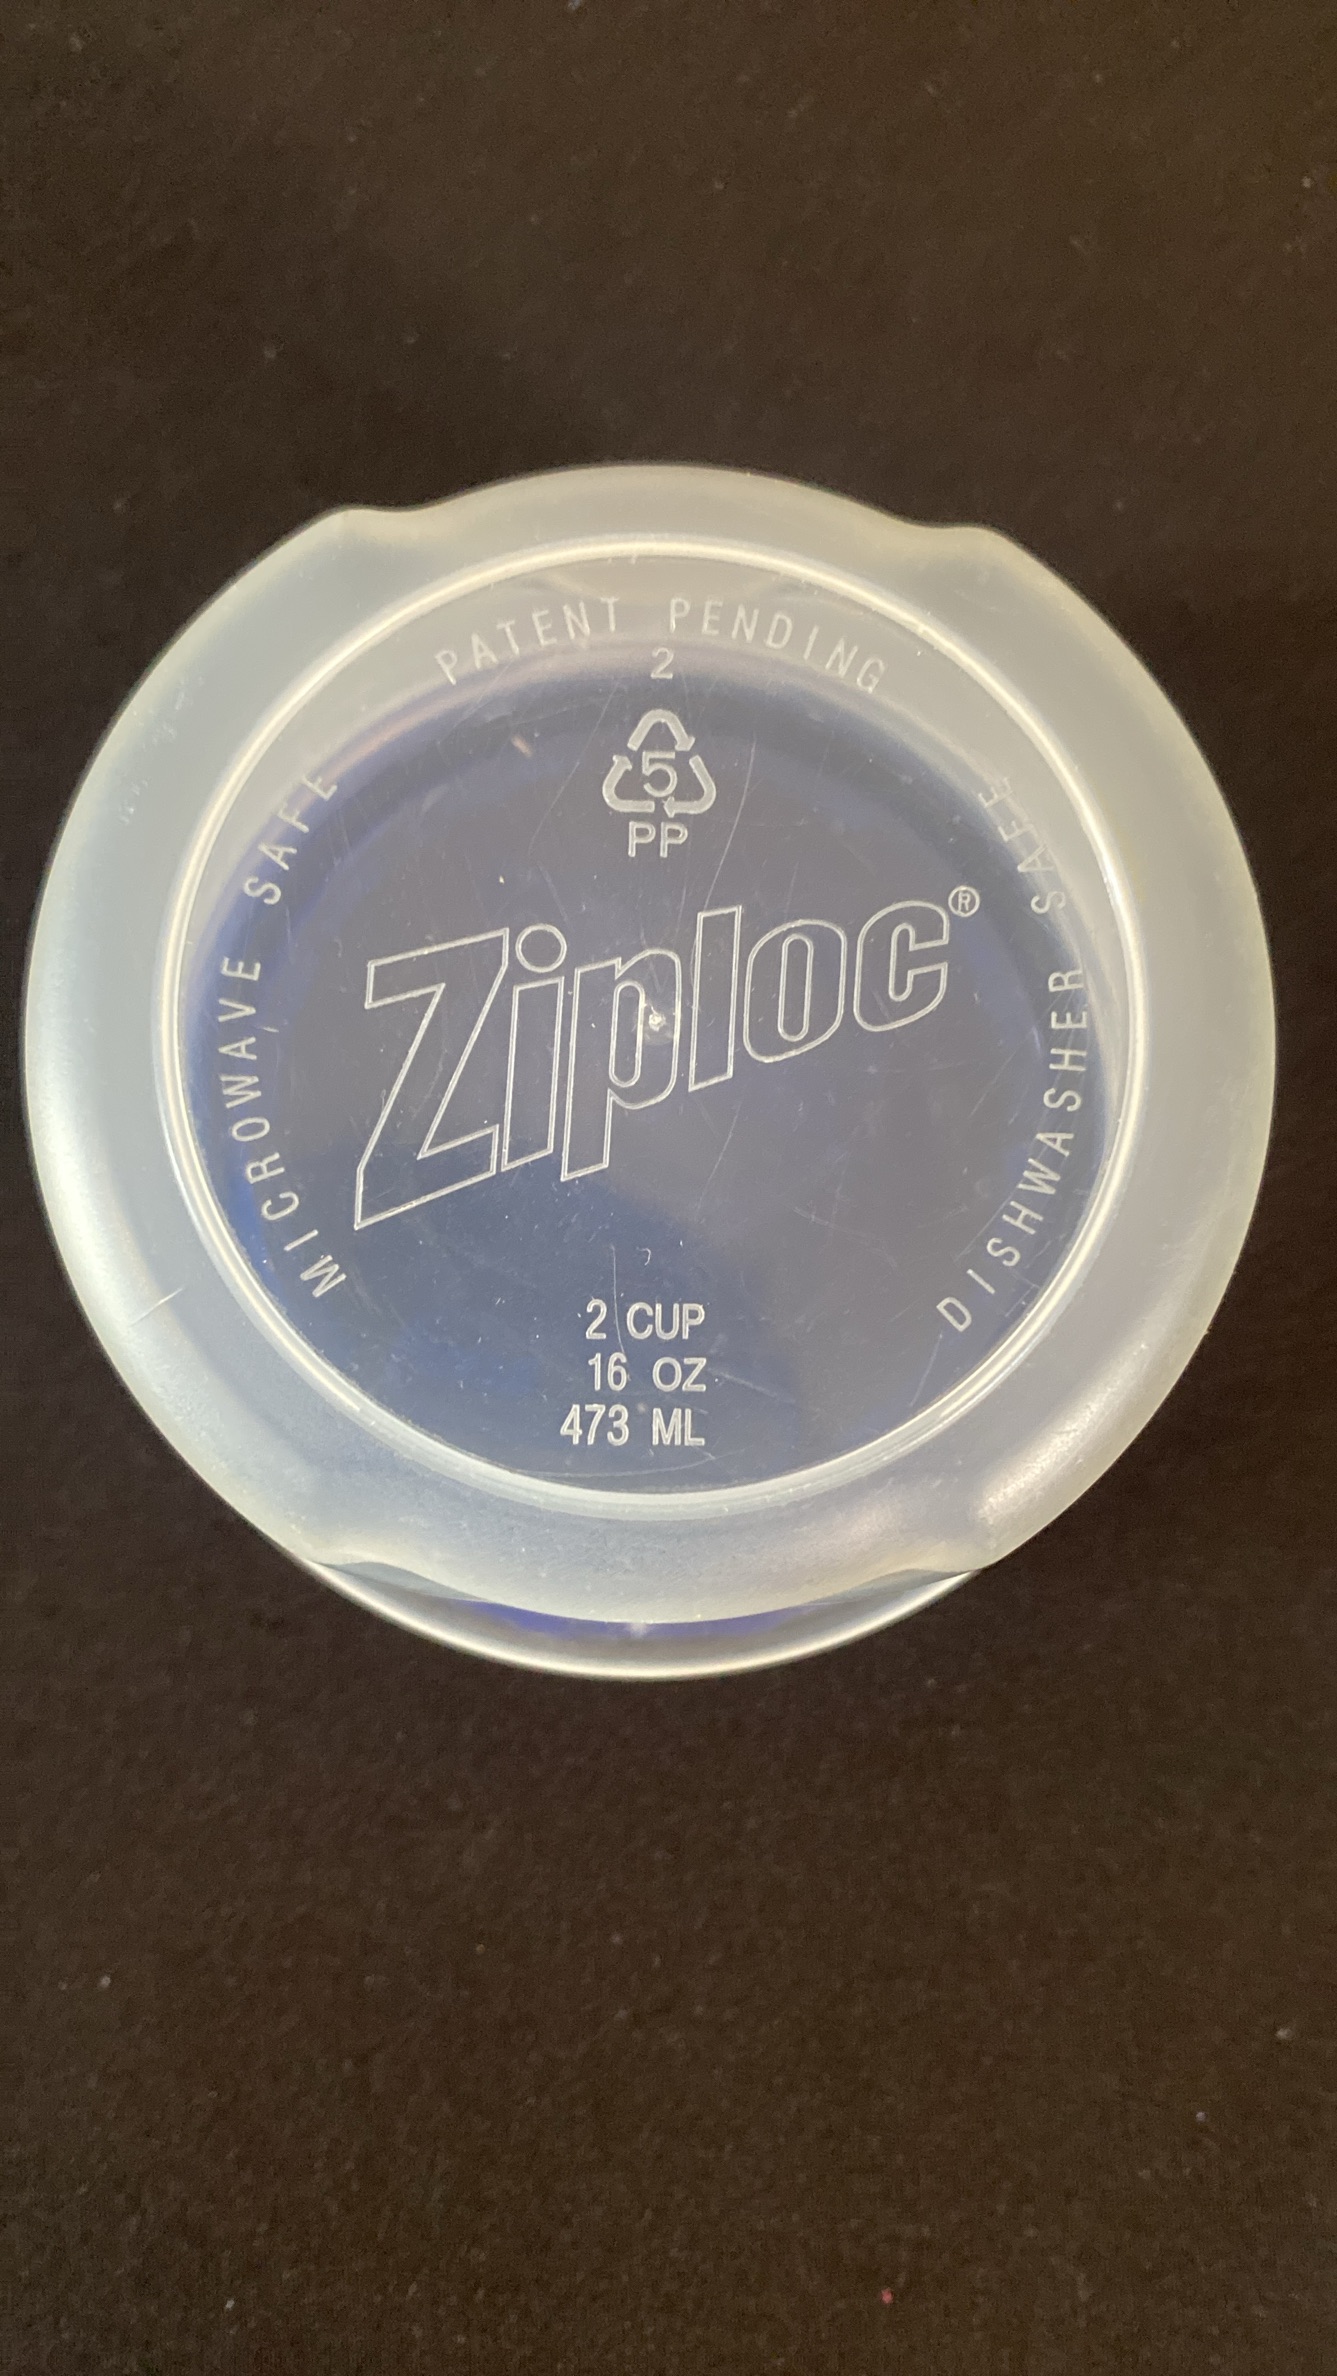 PATENT PENDING
2
5
PP
MICROWAVE SAFE
Ziploc®
DISHWASHER SAFE
2 CUP
16 OZ
473 ML